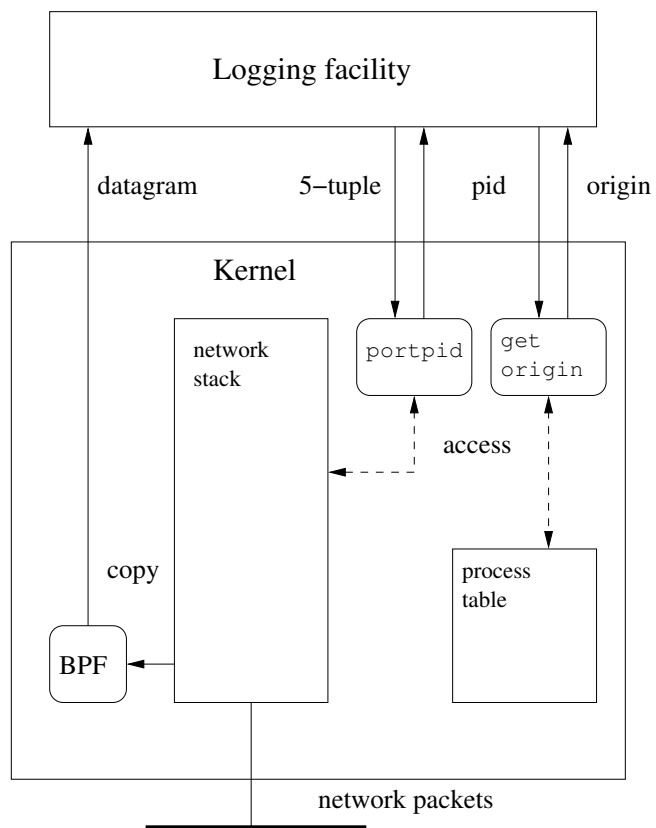 Logging facility
datagram
5−tuple
pid
origin
Kernel
network
stack
portpid
get
origin
access
copy
process
table
BPF
network packets